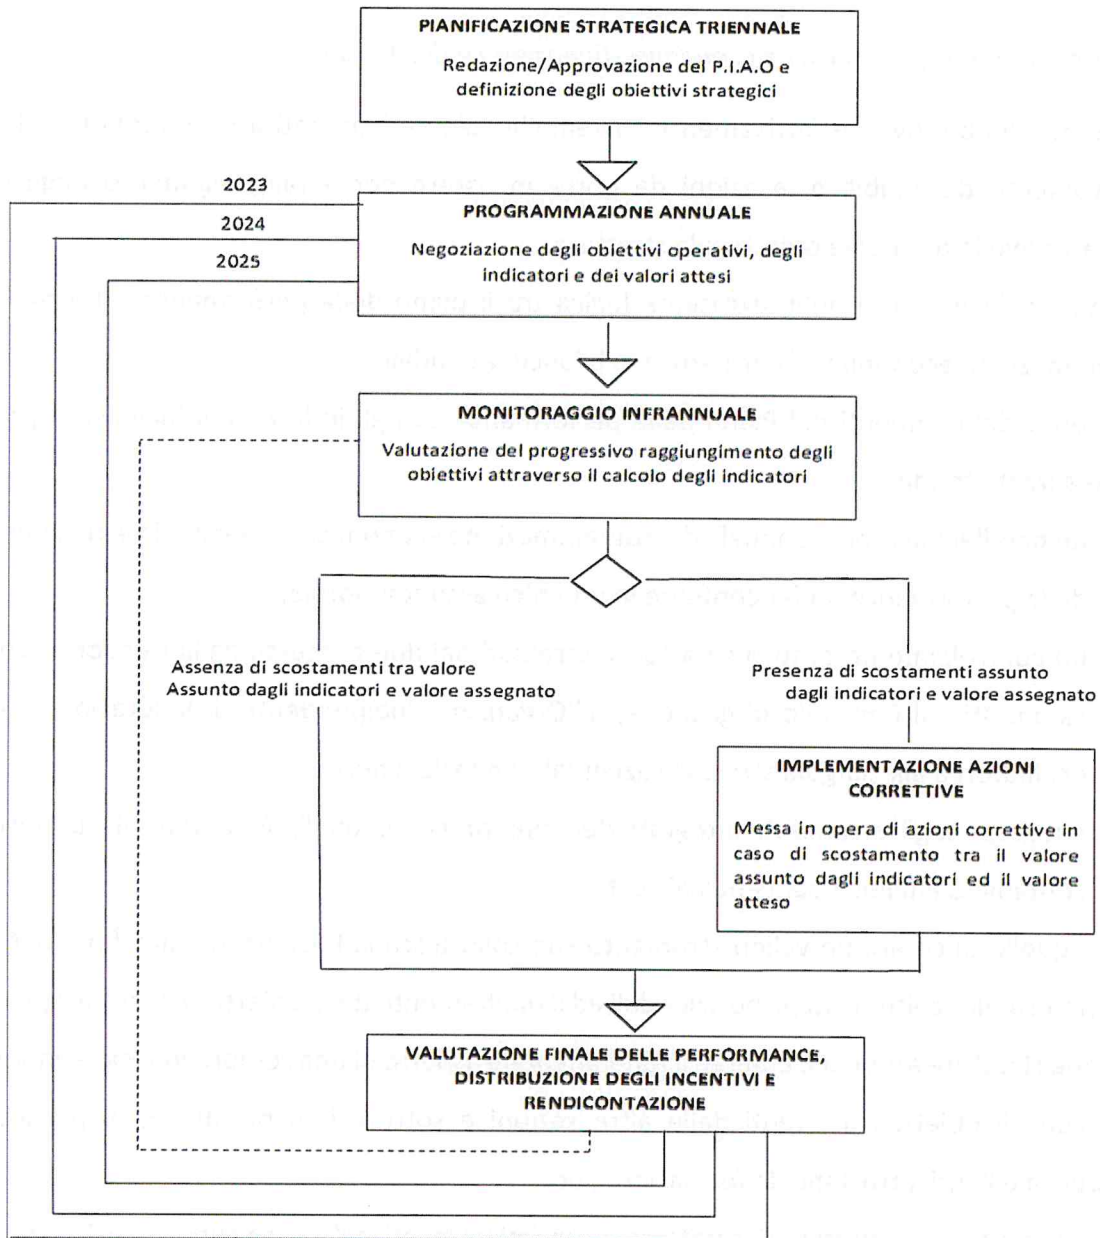 PIANIFICAZIONE STRATEGICA TRIENNALE
Redazione/Approvazione del P.I.A.O e
definizione degli obiettivi strategici
2023
2024
2025
PROGRAMMAZIONE ANNUALE
Negoziazione degli obiettivi operativi, degli
indicatori e dei valori attesi
MONITORAGGIO INFRANNUALE
Valutazione del progressivo raggiungimento degli
obiettivi attraverso il calcolo degli indicatori
Assenza di scostamenti tra valore
Assunto dagli indicatori e valore assegnato
Presenza di scostamenti assunto
dagli indicatori e valore assegnato
IMPLEMENTAZIONE AZIONI
CORRETTIVE
Messa in opera di azioni correttive in
caso di scostamento tra il valore
assunto dagli indicatori ed il valore
atteso
VALUTAZIONE FINALE DELLE PERFORMANCE,
DISTRIBUZIONE DEGLI INCENTIVI E
RENDICONTAZIONE